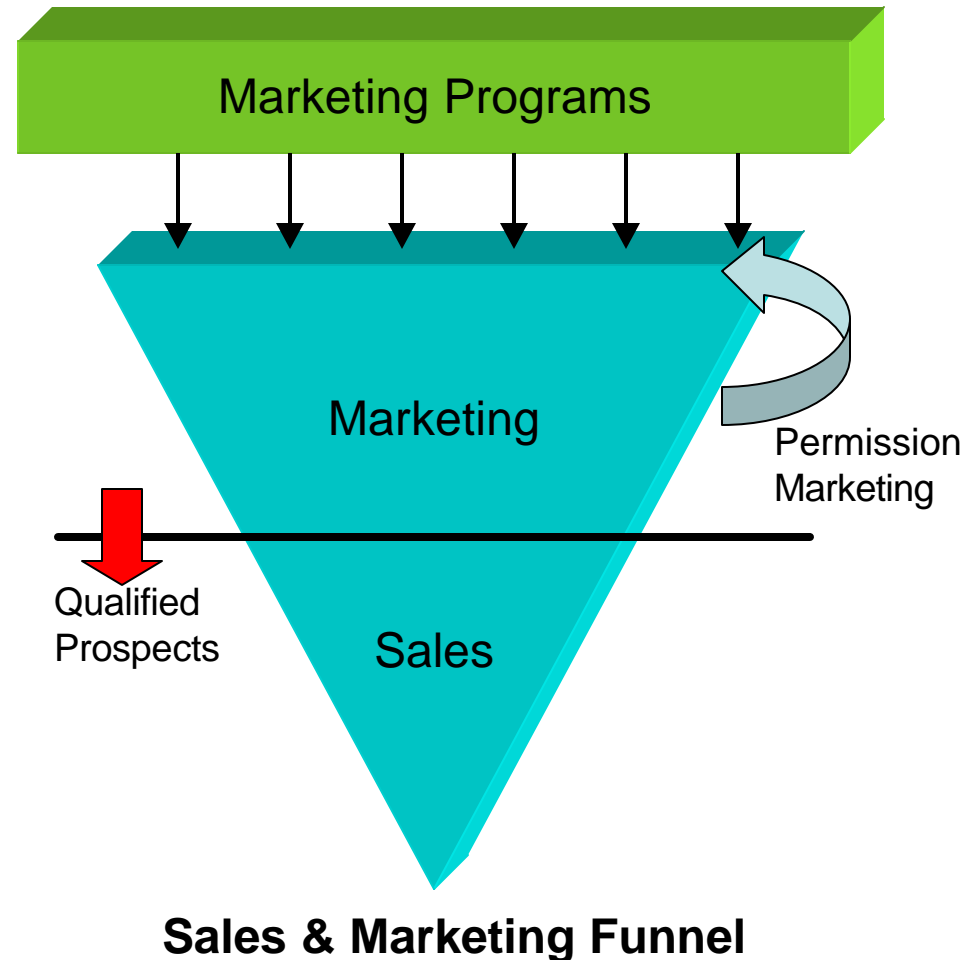 Marketing Programs
Marketing
Permission
Marketing
Qualified
Prospects
Sales
Sales & Marketing Funnel